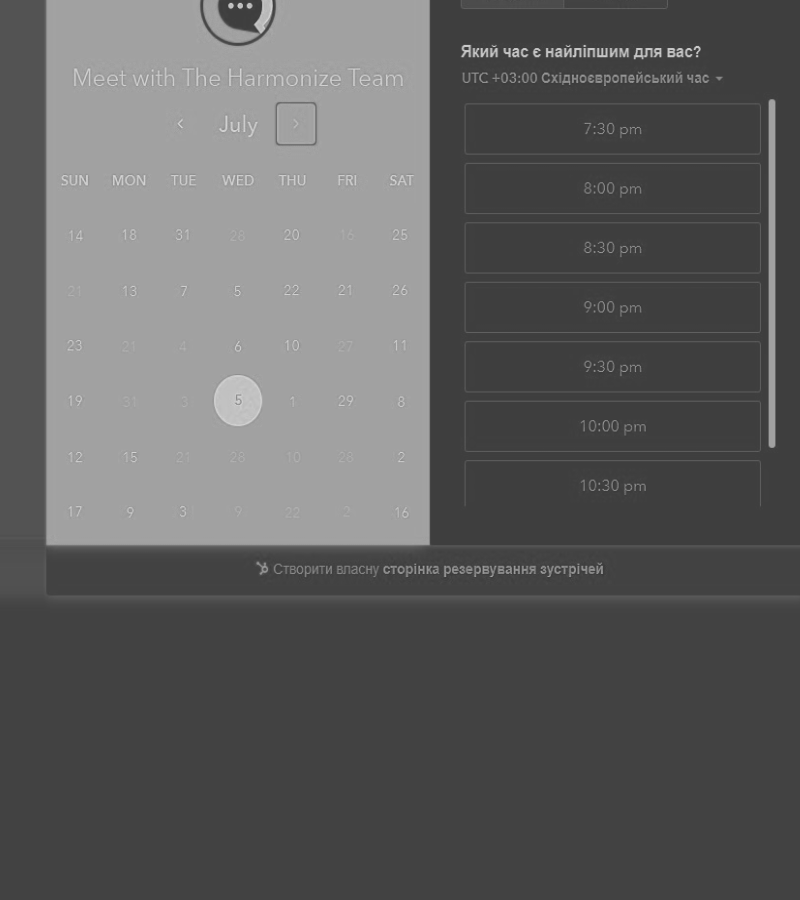 Meet with The Harmonize Team
July
SUN MON TUE WED THU FRI SAT
14 18 31 28 20 16 25
21 13 7 5 22 21 26
23 21 4 6 10 27 11
19 31 3 5 1 29 8
12 15 21 28 10 28 2
17 9 3 9 22 2 16
Який час є найліпшим для вас?
UTC +03:00 Східноєвропейський час
7:30 pm
8:00 pm
8:30 pm
9:00 pm
9:30 pm
10:00 pm
10:30 pm
Створити власну сторінка резервування зустрічей